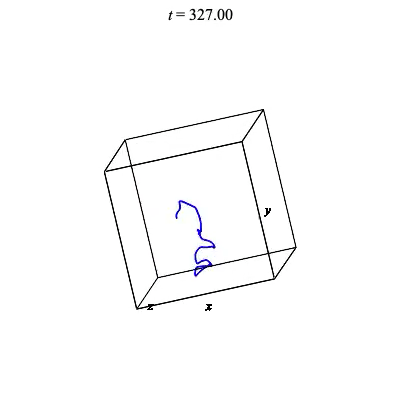 t = 327.00
y
z
x